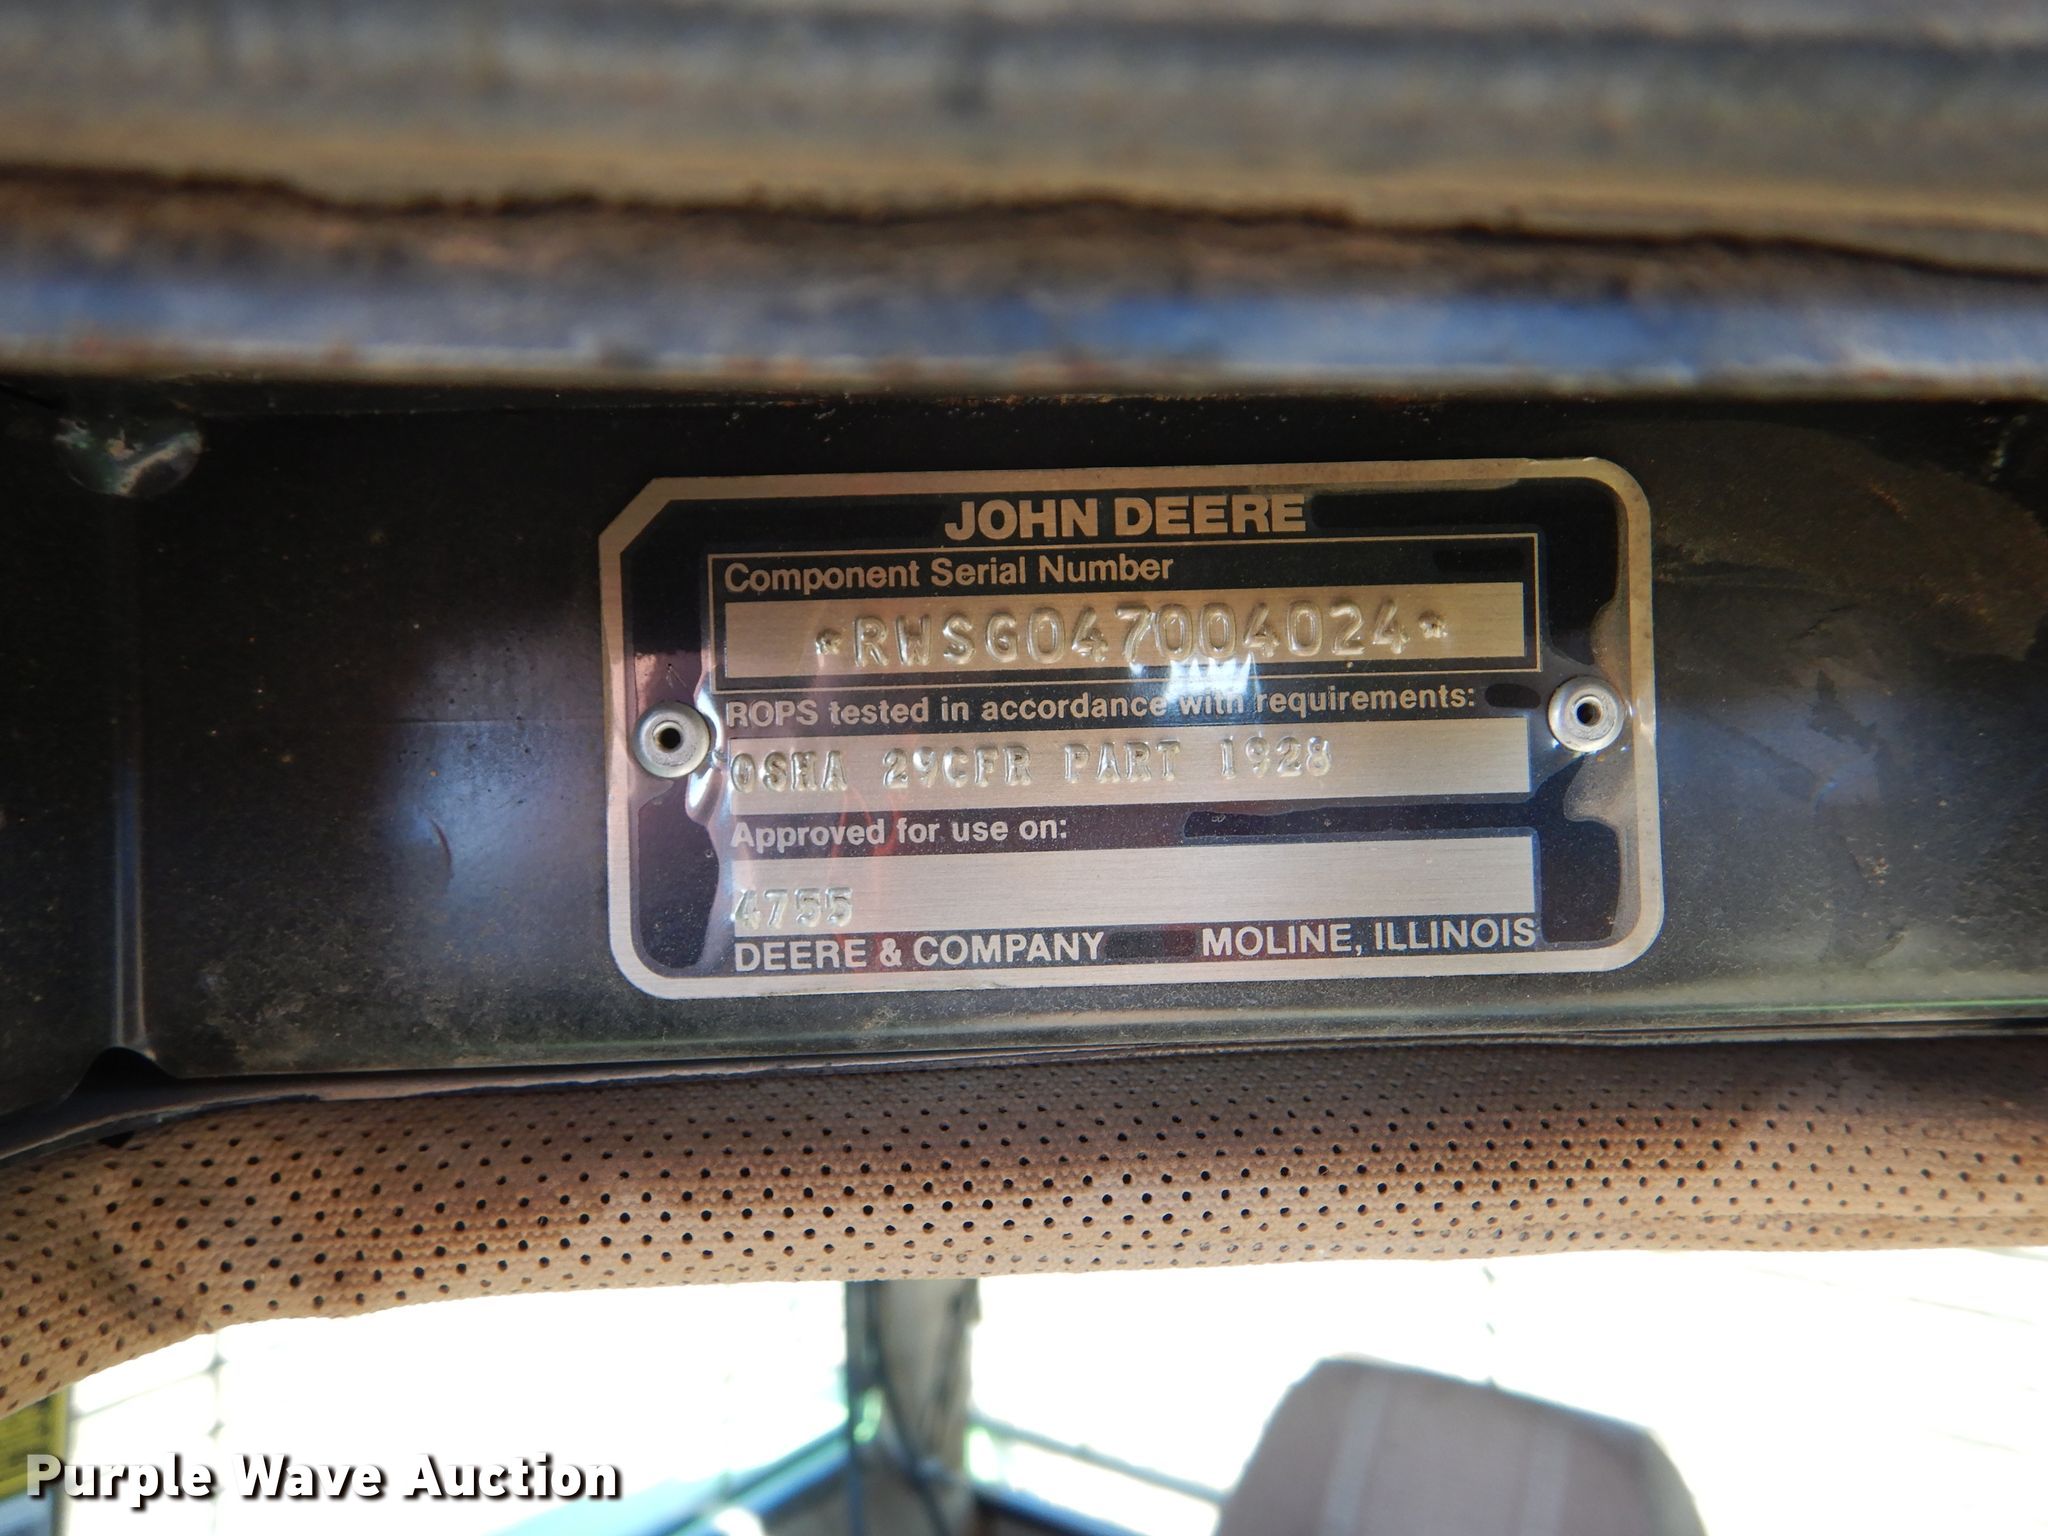 JOHN DEERE
Component Serial Number
*RWSG047004024*
ROPS tested in accordance with requirements:
OSHA 29CFR PART 1928
Approved for use on:
4755
DEERE & COMPANY MOLINE, ILLINOIS
Purple Wave Auction